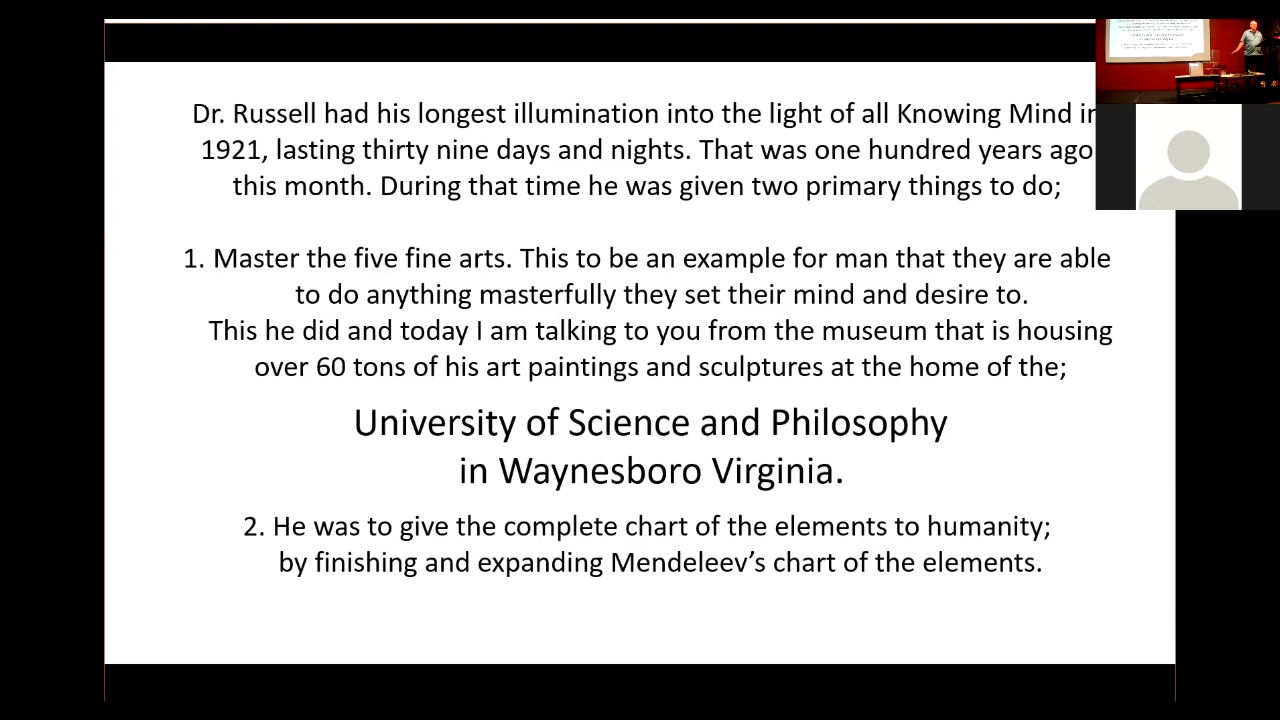 Dr. Russell had his longest illumination into the light of all Knowing Mind in
1921, lasting thirty nine days and nights. That was one hundred years ago
this month. During that time he was given two primary things to do;
1. Master the five fine arts. This to be an example for man that they are able
to do anything masterfully they set their mind and desire to.
This he did and today I am talking to you from the museum that is housing
over 60 tons of his art paintings and sculptures at the home of the;
University of Science and Philosophy
in Waynesboro Virginia.
2. He was to give the complete chart of the elements to humanity;
by finishing and expanding Mendeleev’s chart of the elements.